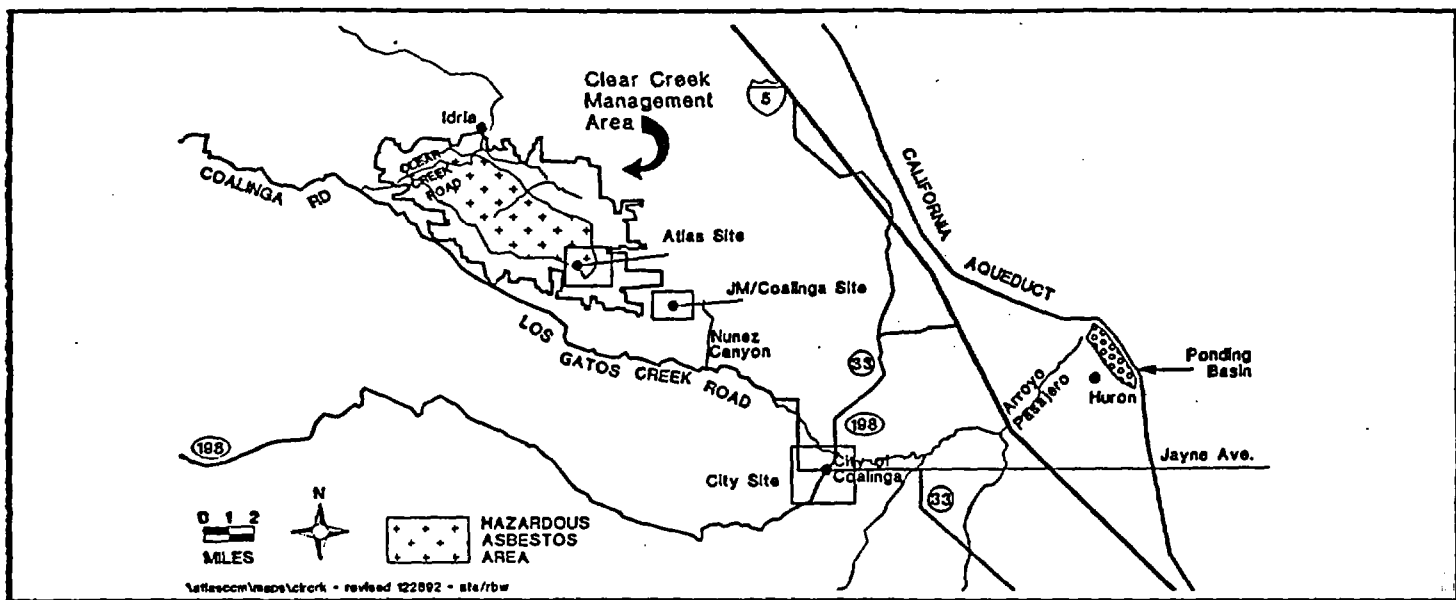 Clear Creek
Management
Area
5
Idria
CLEAR
CREEK
ROAD
COALINGA RD
CALIFORNIA
AQUEDUCT
Atlas Site
JM/Coalinga Site
Nunez
Canyon
LOS GATOS CREEK ROAD
33
Ponding
Basin
Arroyo
Pasajero
Huron
198
198
Jayne Ave.
City of
Coalinga
City Site
33
N
0 1 2
MILES
HAZARDOUS
ASBESTOS
AREA
\atlasccm\maps\clrcrk - revised 122892 - sta/rbw